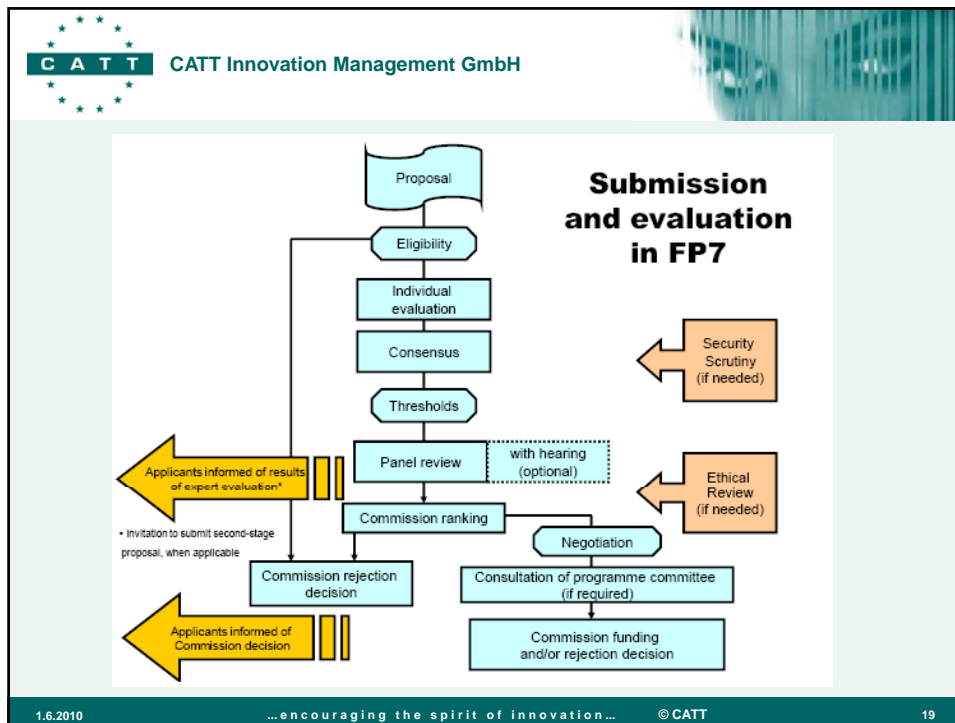 CATT
CATT Innovation Management GmbH
Submission
and evaluation
in FP7
Proposal
Eligibility
Individual
evaluation
Consensus
Thresholds
Panel review
with hearing
(optional)
Security
Scrutiny
(if needed)
Ethical
Review
(if needed)
Applicants informed of results
of expert evaluation*
Commission ranking
• Invitation to submit second-stage
proposal, when applicable
Negotiation
Commission rejection
decision
Consultation of programme committee
(if required)
Applicants informed of
Commission decision
Commission funding
and/or rejection decision
1.6.2010
...encouraging the spirit of innovation...
© CATT
19